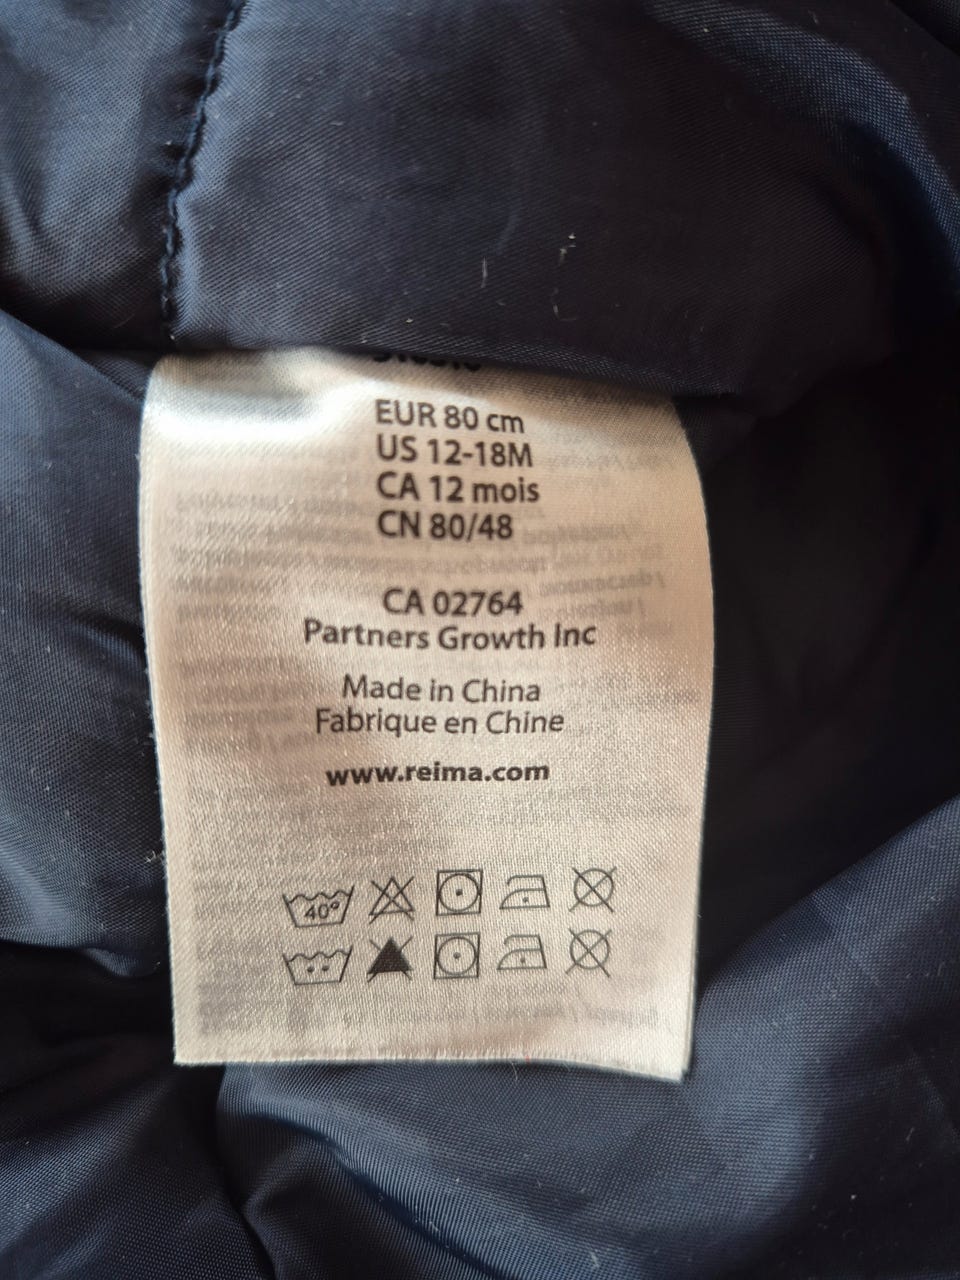 EUR 80 cm
US 12-18M
CA 12 mois
CN 80/48
CA 02764
Partners Growth Inc
Made in China
Fabrique en Chine
www.reima.com
40°